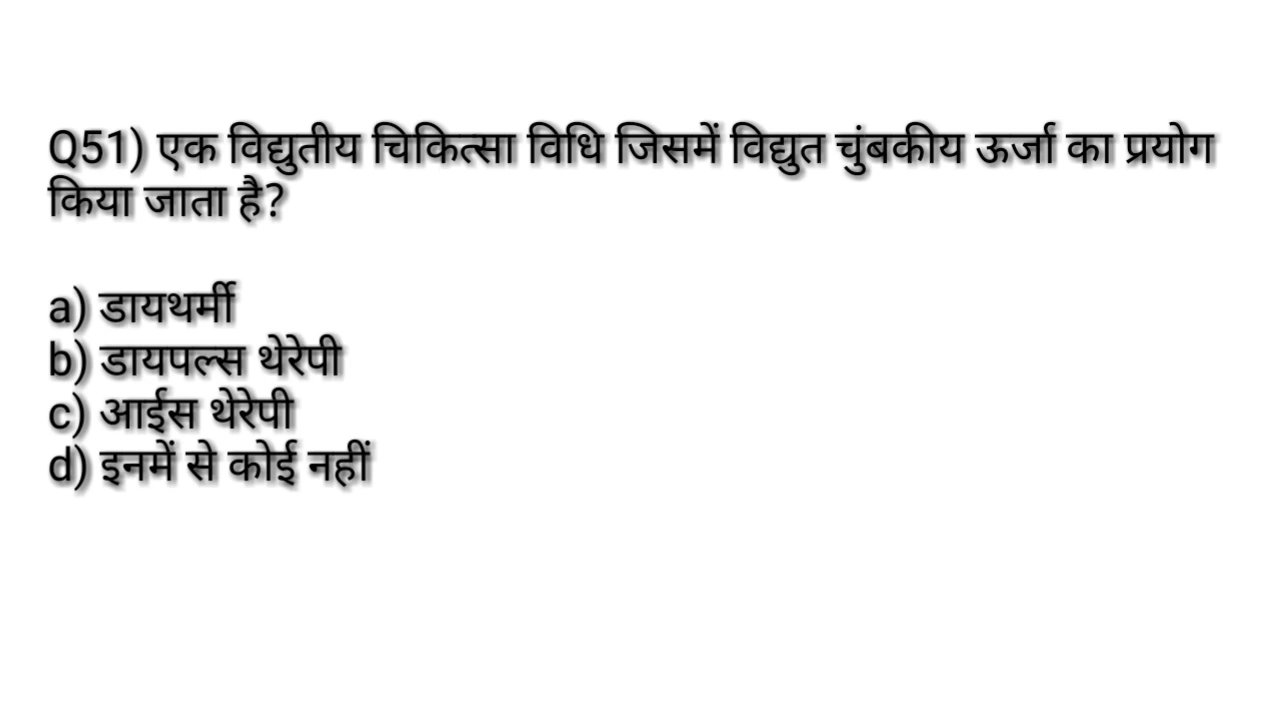 Q51) एक विद्युतीय चिकित्सा विधि जिसमें विद्युत चुंबकीय ऊर्जा का प्रयोग
किया जाता है?
a) डायथर्मी
b) डायपल्स थेरेपी
c) आईस थेरेपी
d) इनमें से कोई नहीं